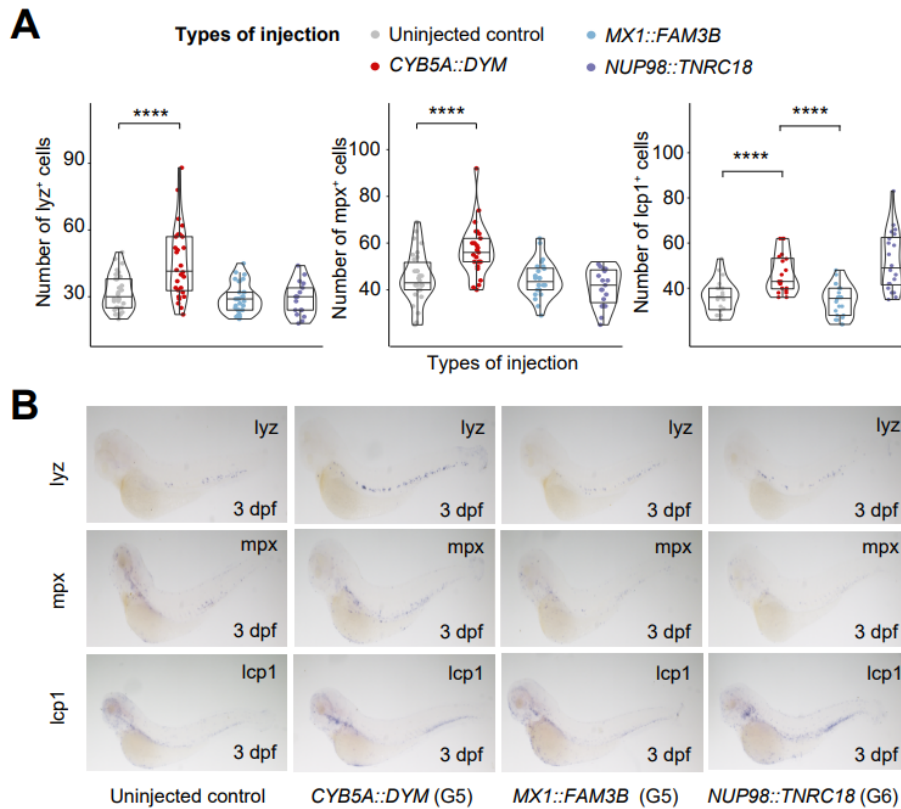 A
Types of injection
Uninjected control
MX1::FAM3B
CYB5A::DYM
NUP98::TNRC18
Number of lyz+ cells
90
60
30
****
Number of mpx+ cells
100
80
60
40
****
Number of lcp1+ cells
100
80
40
****
****
Types of injection
B
lyz
lyz
3 dpf
lyz
3 dpf
lyz
3 dpf
lyz
3 dpf
mpx
mpx
3 dpf
mpx
3 dpf
mpx
3 dpf
mpx
3 dpf
lcp1
lcp1
3 dpf
lcp1
3 dpf
lcp1
3 dpf
lcp1
3 dpf
Uninjected control
CYB5A::DYM (G5)
MX1::FAM3B (G5)
NUP98::TNRC18 (G6)